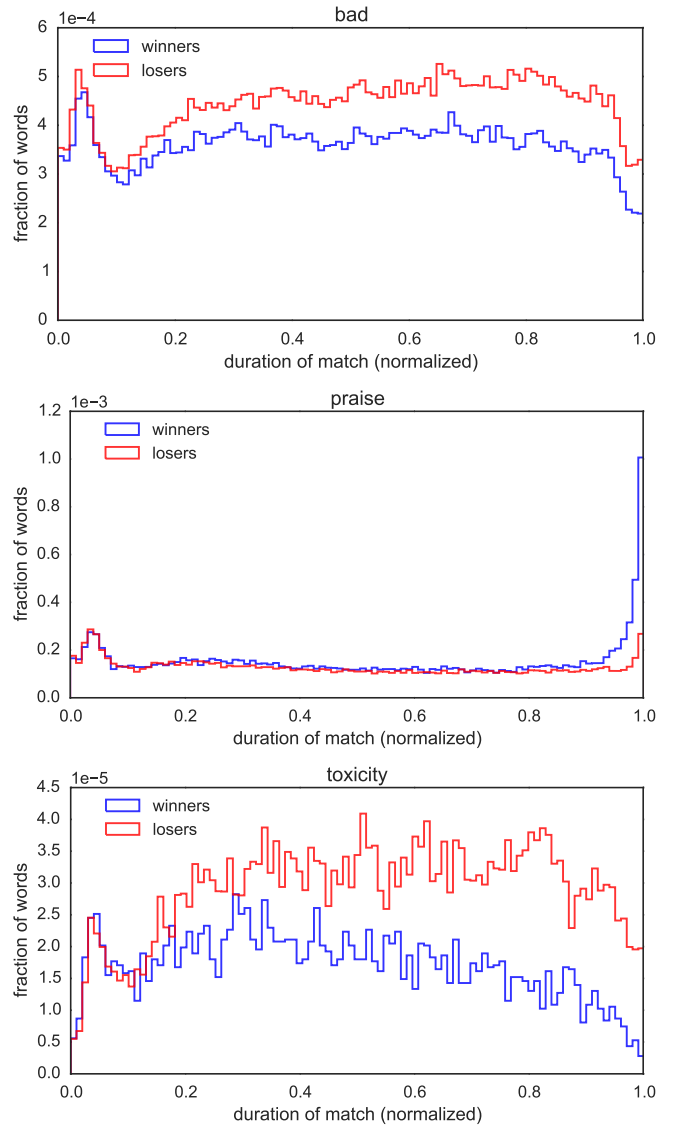 bad
1e−4
6
5
4
3
2
1
0
winners
losers
fraction of words
0.0 0.2 0.4 0.6 0.8 1.0
duration of match (normalized)
praise
1e−3
1.2
1.0
0.8
0.6
0.4
0.2
0.0
winners
losers
fraction of words
0.0 0.2 0.4 0.6 0.8 1.0
duration of match (normalized)
toxicity
1e−5
4.5
4.0
3.5
3.0
2.5
2.0
1.5
1.0
0.5
0.0
winners
losers
fraction of words
0.0 0.2 0.4 0.6 0.8 1.0
duration of match (normalized)